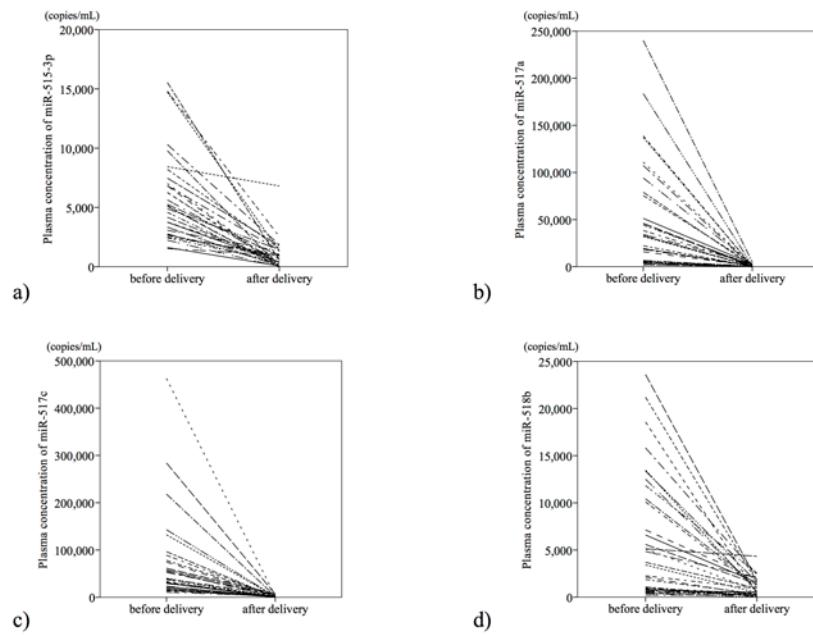 (copies/mL)
20,000
15,000
10,000
5,000
0
Plasma concentration of miR-515-3p
before delivery after delivery
a)
(copies/mL)
250,000
200,000
150,000
100,000
50,000
0
Plasma concentration of miR-517a
before delivery after delivery
b)
(copies/mL)
500,000
400,000
300,000
200,000
100,000
0
Plasma concentration of miR-517c
before delivery after delivery
c)
(copies/mL)
25,000
20,000
15,000
10,000
5,000
0
Plasma concentration of miR-518b
before delivery after delivery
d)